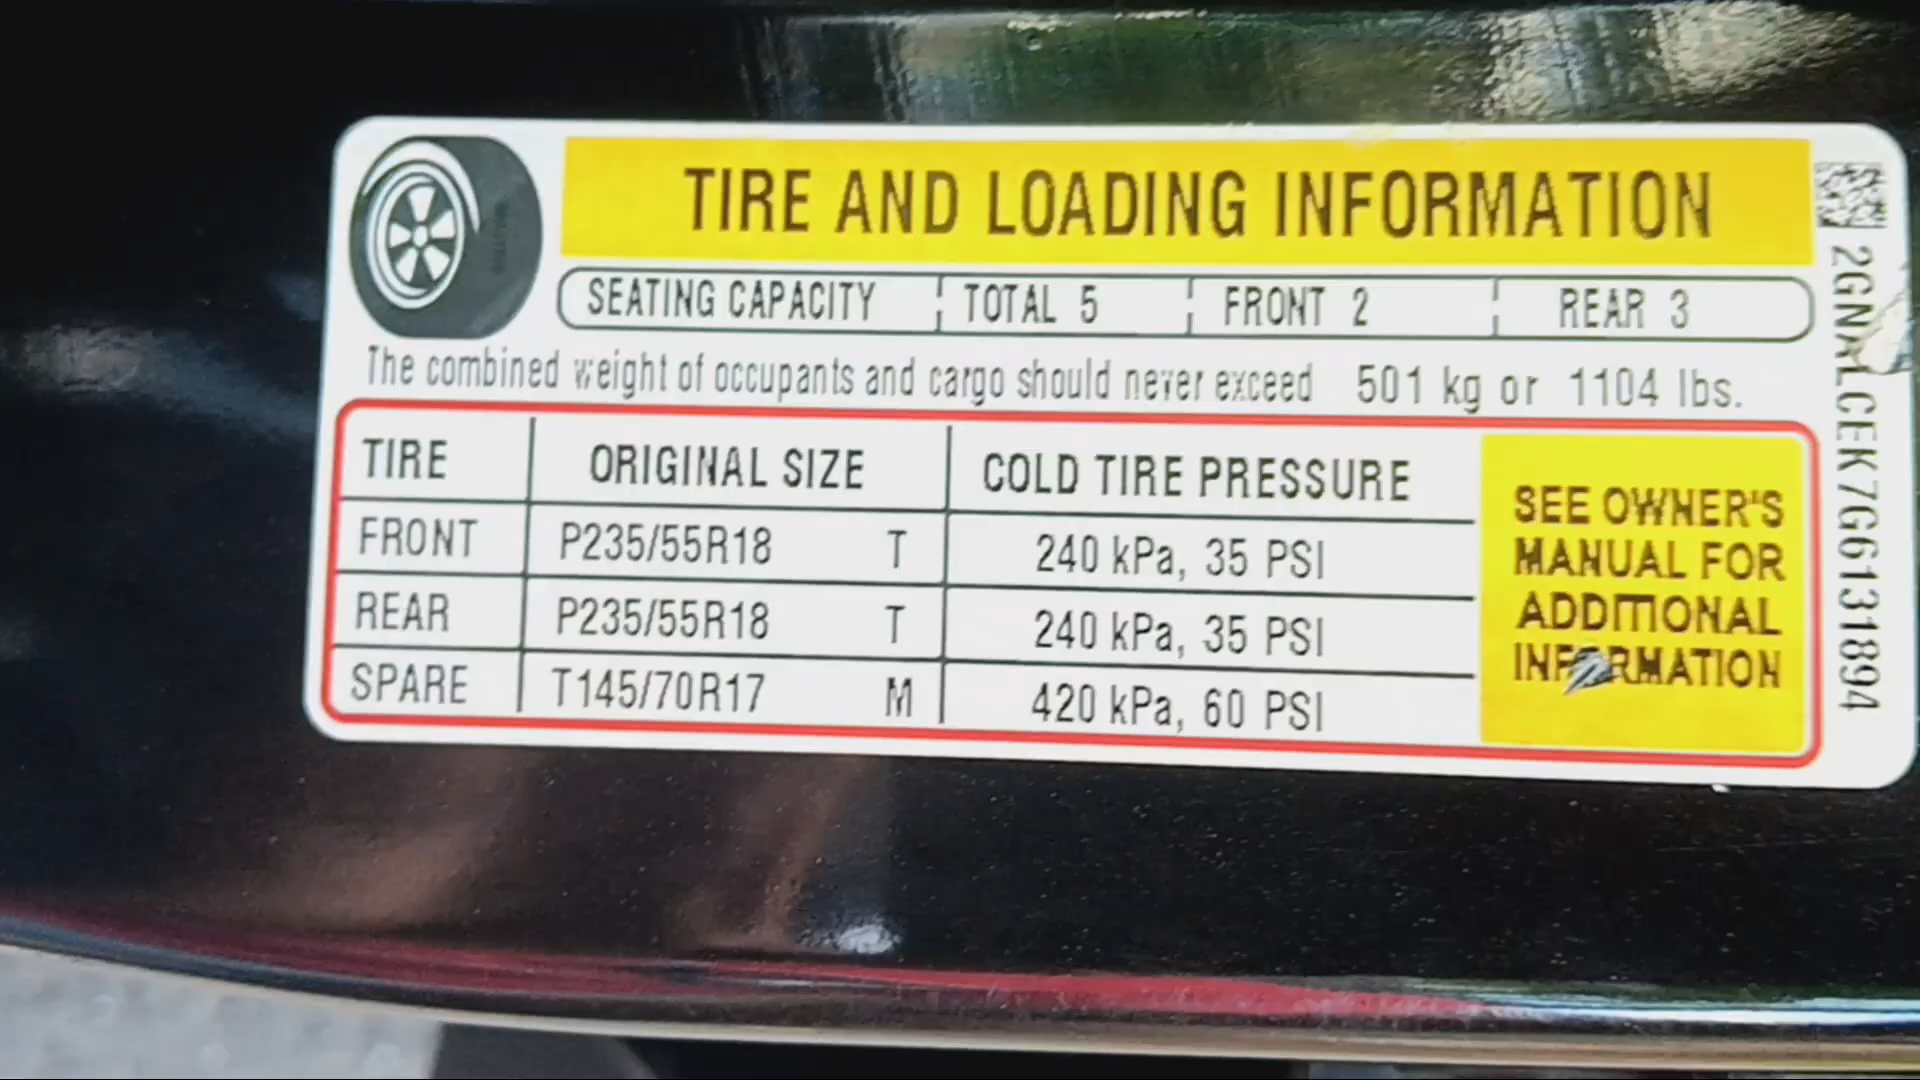 TIRE AND LOADING INFORMATION
SEATING CAPACITY TOTAL 5 FRONT 2 REAR 3
The combined weight of occupants and cargo should never exceed 501 kg or 1104 lbs.
TIRE ORIGINAL SIZE COLD TIRE PRESSURE
FRONT P235/55R18 T 240 kPa, 35 PSI
REAR P235/55R18 T 240 kPa, 35 PSI
SPARE T145/70R17 M 420 kPa, 60 PSI
SEE OWNER'S
MANUAL FOR
ADDITIONAL
INFORMATION
2GNALCEK7G6131894